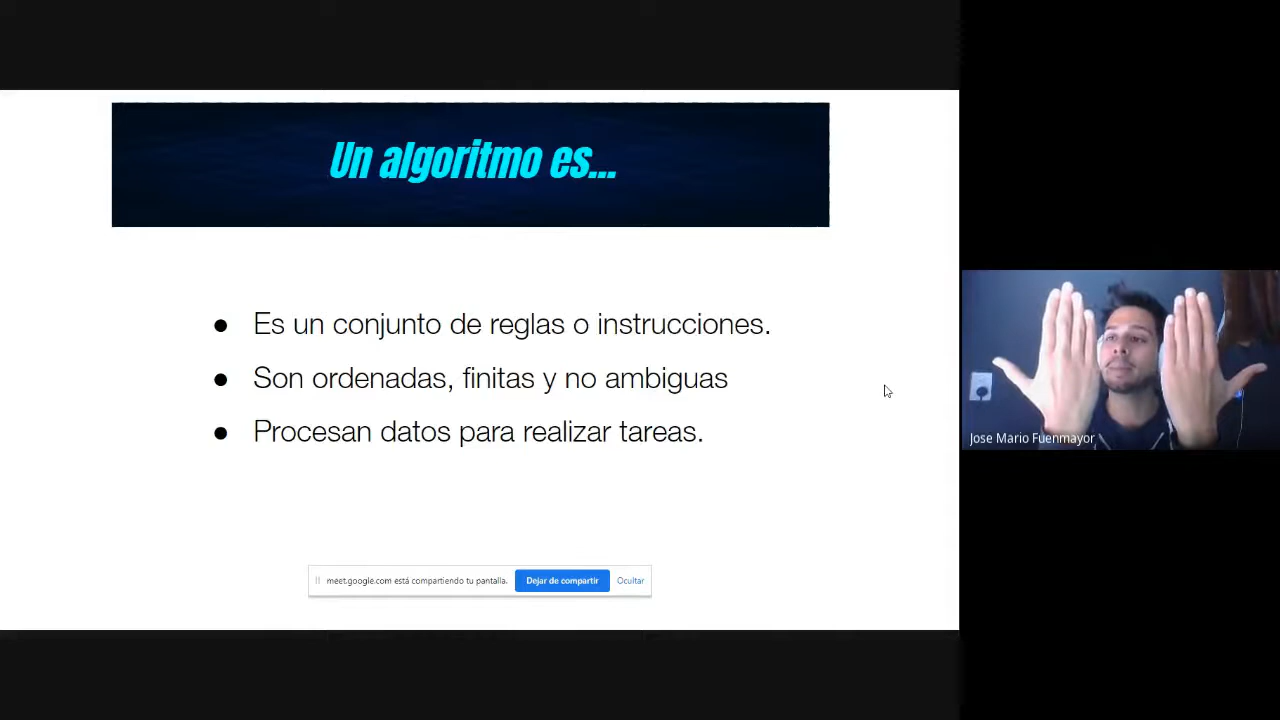 Un algoritmo es...
● Es un conjunto de reglas o instrucciones.
● Son ordenadas, finitas y no ambiguas
● Procesan datos para realizar tareas.
Jose Mario Fuenmayor
meet.google.com está compartiendo tu pantalla. Dejar de compartir Ocultar